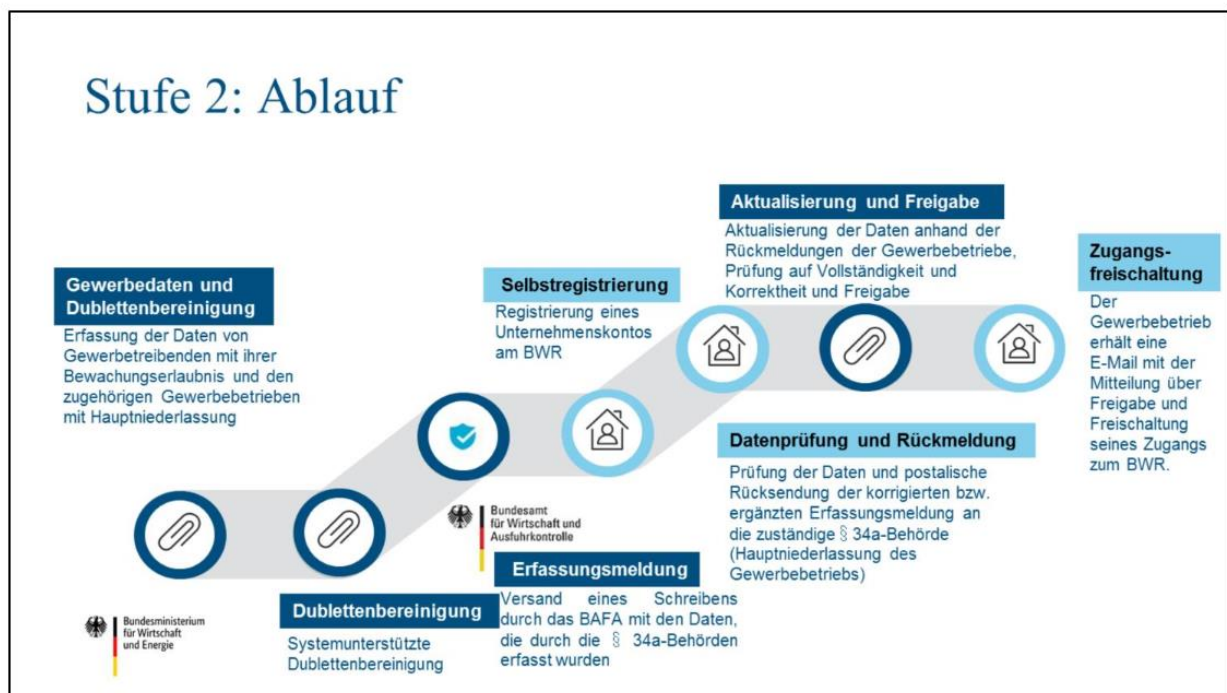 Stufe 2: Ablauf
Gewerbedaten und
Dublettenbereinigung
Erfassung der Daten von
Gewerbetreibenden mit ihrer
Bewachungserlaubnis und den
zugehörigen Gewerbebetrieben
mit Hauptniederlassung
Dublettenbereinigung
Systemunterstützte
Dublettenbereinigung
Bundesamt
für Wirtschaft und
Ausfuhrkontrolle
Erfassungsmeldung
Versand eines Schreibens
durch das BAFA mit den Daten,
die durch die § 34a-Behörden
erfasst wurden
Selbstregistrierung
Registrierung eines
Unternehmenskontos
am BWR
Datenprüfung und Rückmeldung
Prüfung der Daten und postalische
Rücksendung der korrigierten bzw.
ergänzten Erfassungsmeldung an
die zuständige § 34a-Behörde
(Hauptniederlassung des
Gewerbebetriebs)
Aktualisierung und Freigabe
Aktualisierung der Daten anhand der
Rückmeldungen der Gewerbebetriebe,
Prüfung auf Vollständigkeit und
Korrektheit und Freigabe
Zugangs-
freischaltung
Der
Gewerbebetrieb
erhält eine
E-Mail mit der
Mitteilung über
Freigabe und
Freischaltung
seines Zugangs
zum BWR.
Bundesministerium
für Wirtschaft
und Energie